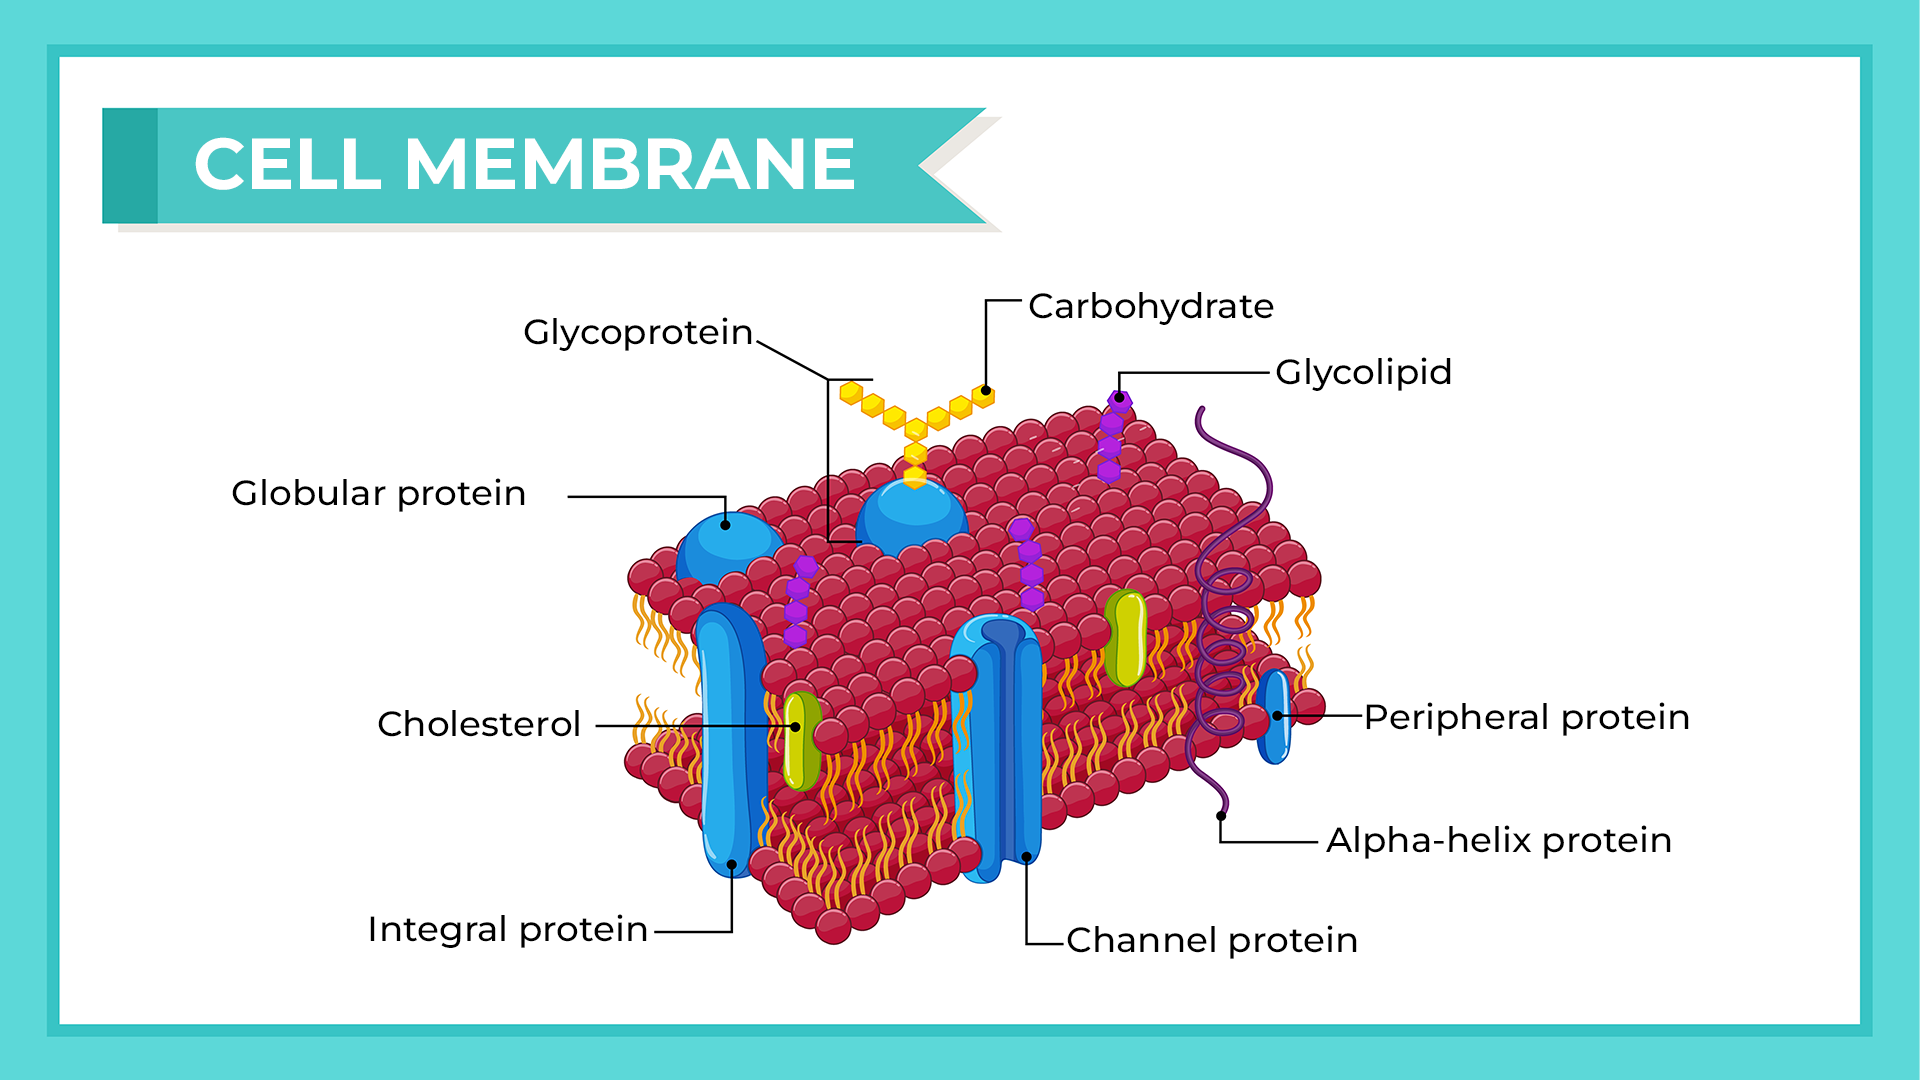 CELL MEMBRANE
Carbohydrate
Glycoprotein
Glycolipid
Globular protein
Cholesterol
Peripheral protein
Alpha-helix protein
Integral protein
Channel protein